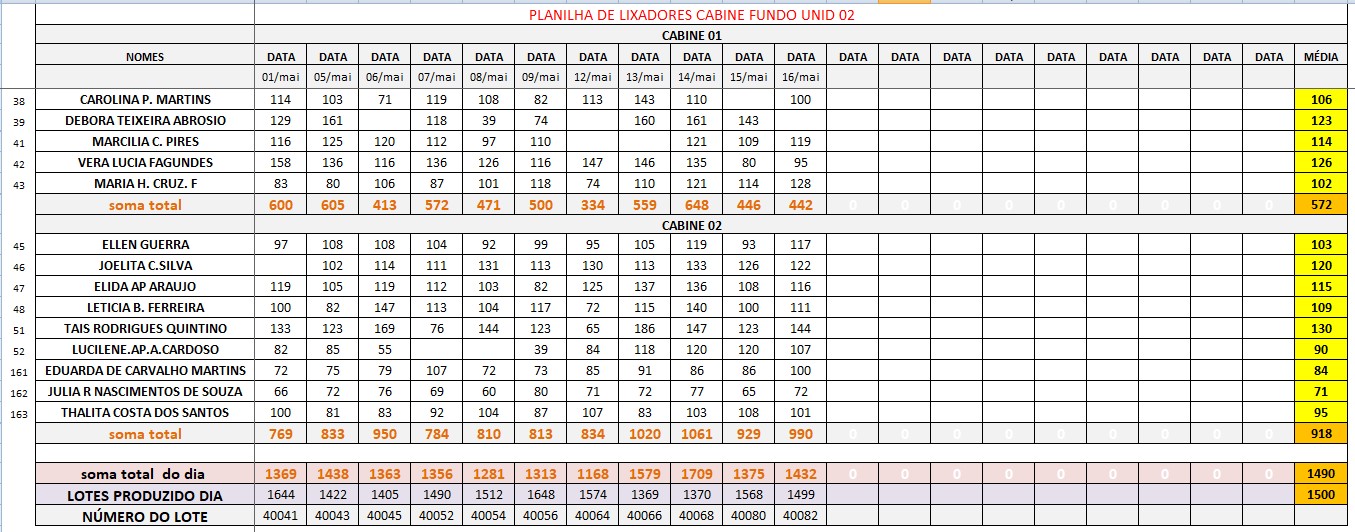 PLANILHA DE LIXADORES CABINE FUNDO UNID 02
CABINE 01
NOMES DATA DATA DATA DATA DATA DATA DATA DATA DATA DATA DATA DATA DATA DATA DATA DATA DATA DATA DATA DATA MÉDIA
01/mai 05/mai 06/mai 07/mai 08/mai 09/mai 12/mai 13/mai 14/mai 15/mai 16/mai
38 CAROLINA P. MARTINS 114 103 71 119 108 82 113 143 110 100 106
39 DEBORA TEIXEIRA ABROSIO 129 161 118 39 74 160 161 143 123
41 MARCILIA C. PIRES 116 125 120 112 97 110 121 109 119 114
42 VERA LUCIA FAGUNDES 158 136 116 136 126 116 147 146 135 80 95 126
43 MARIA H. CRUZ. F 83 80 106 87 101 118 74 110 121 114 128 102
soma total 600 605 413 572 471 500 334 559 648 446 442 0 0 0 0 0 0 0 0 0 572
CABINE 02
45 ELLEN GUERRA 97 108 108 104 92 99 95 105 119 93 117 103
46 JOELITA C.SILVA 102 114 111 131 113 130 113 133 126 122 120
47 ELIDA AP ARAUJO 119 105 119 112 103 82 125 137 136 108 116 115
48 LETICIA B. FERREIRA 100 82 147 113 104 117 72 115 140 100 111 109
51 TAIS RODRIGUES QUINTINO 133 123 169 76 144 123 65 186 147 123 144 130
52 LUCILENE.AP.A.CARDOSO 82 85 55 39 84 118 120 120 107 90
161 EDUARDA DE CARVALHO MARTINS 72 75 79 107 72 73 85 91 86 86 100 84
162 JULIA R NASCIMENTOS DE SOUZA 66 72 76 69 60 80 71 72 77 65 72 71
163 THALITA COSTA DOS SANTOS 100 81 83 92 104 87 107 83 103 108 101 95
soma total 769 833 950 784 810 813 834 1020 1061 929 990 0 0 0 0 0 0 0 0 0 918
soma total do dia 1369 1438 1363 1356 1281 1313 1168 1579 1709 1375 1432 0 0 0 0 0 0 0 0 0 1490
LOTES PRODUZIDO DIA 1644 1422 1405 1490 1512 1648 1574 1369 1370 1568 1499 1500
NÚMERO DO LOTE 40041 40043 40045 40052 40054 40056 40064 40066 40068 40080 40082